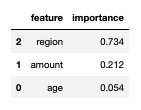 feature importance
2 region 0.734
1 amount 0.212
0 age 0.054